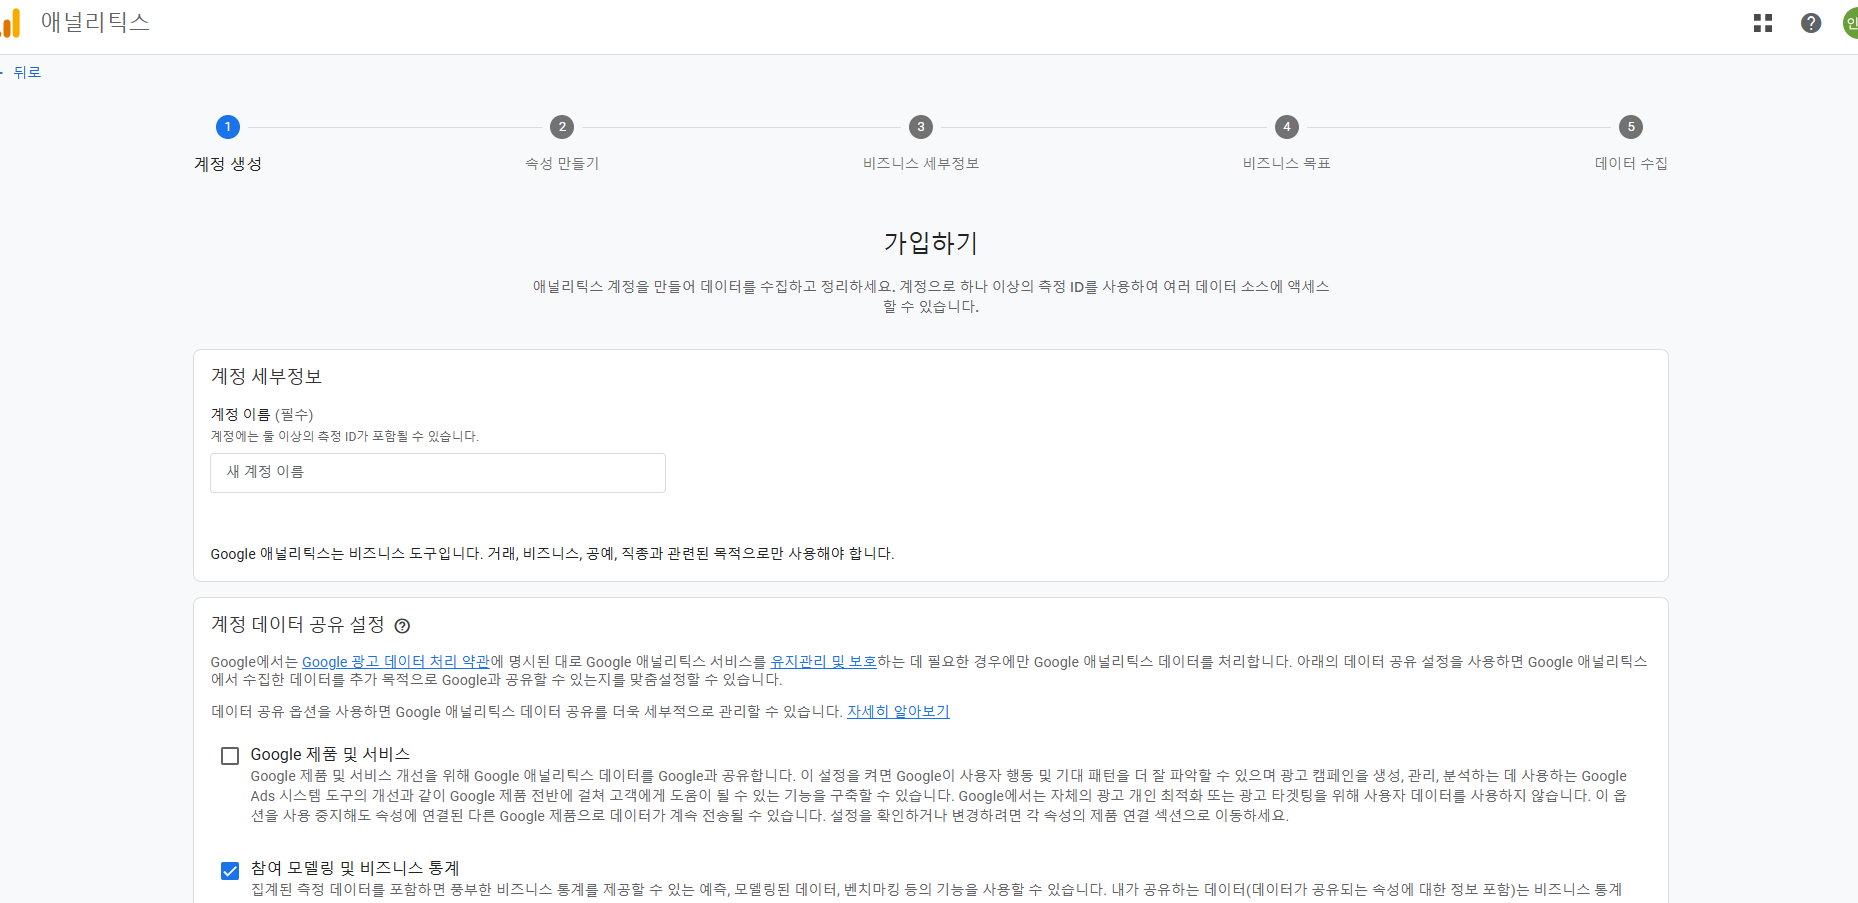 애널리틱스
인
뒤로
1
2
3
4
5
계정 생성
속성 만들기
비즈니스 세부정보
비즈니스 목표
데이터 수집
가입하기
애널리틱스 계정을 만들어 데이터를 수집하고 정리하세요. 계정으로 하나 이상의 측정 ID를 사용하여 여러 데이터 소스에 액세스
할 수 있습니다.
계정 세부정보
계정 이름 (필수)
계정에는 둘 이상의 측정 ID가 포함될 수 있습니다.
새 계정 이름
Google 애널리틱스는 비즈니스 도구입니다. 거래, 비즈니스, 공예, 직종과 관련된 목적으로만 사용해야 합니다.
계정 데이터 공유 설정
Google에서는 Google 광고 데이터 처리 약관에 명시된 대로 Google 애널리틱스 서비스를 유지관리 및 보호하는 데 필요한 경우에만 Google 애널리틱스 데이터를 처리합니다. 아래의 데이터 공유 설정을 사용하면 Google 애널리틱스
에서 수집한 데이터를 추가 목적으로 Google과 공유할 수 있는지를 맞춤설정할 수 있습니다.
데이터 공유 옵션을 사용하면 Google 애널리틱스 데이터 공유를 더욱 세부적으로 관리할 수 있습니다. 자세히 알아보기
Google 제품 및 서비스
Google 제품 및 서비스 개선을 위해 Google 애널리틱스 데이터를 Google과 공유합니다. 이 설정을 켜면 Google이 사용자 행동 및 기대 패턴을 더 잘 파악할 수 있으며 광고 캠페인을 생성, 관리, 분석하는 데 사용하는 Google
Ads 시스템 도구의 개선과 같이 Google 제품 전반에 걸쳐 고객에게 도움이 될 수 있는 기능을 구축할 수 있습니다. Google에서는 자체의 광고 개인 최적화 또는 광고 타겟팅을 위해 사용자 데이터를 사용하지 않습니다. 이 옵
션을 사용 중지해도 속성에 연결된 다른 Google 제품으로 데이터가 계속 전송될 수 있습니다. 설정을 확인하거나 변경하려면 각 속성의 제품 연결 섹션으로 이동하세요.
참여 모델링 및 비즈니스 통계
집계된 측정 데이터를 포함하면 풍부한 비즈니스 통계를 제공할 수 있는 예측, 모델링된 데이터, 벤치마킹 등의 기능을 사용할 수 있습니다. 내가 공유하는 데이터(데이터가 공유되는 속성에 대한 정보 포함)는 비즈니스 통계